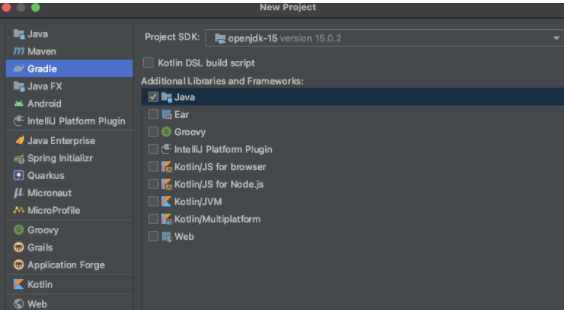 New Project
Java
Maven
Gradle
Java FX
Android
IntelliJ Platform Plugin
Java Enterprise
Spring Initializr
Quarkus
Micronaut
MicroProfile
Groovy
Grails
Application Forge
Kotlin
Web
Project SDK: openjdk-15 version 15.0.2
Kotlin DSL build script
Additional Libraries and Frameworks:
Java
Ear
Groovy
IntelliJ Platform Plugin
Kotlin/JS for browser
Kotlin/JS for Node.js
Kotlin/JVM
Kotlin/Multiplatform
Web